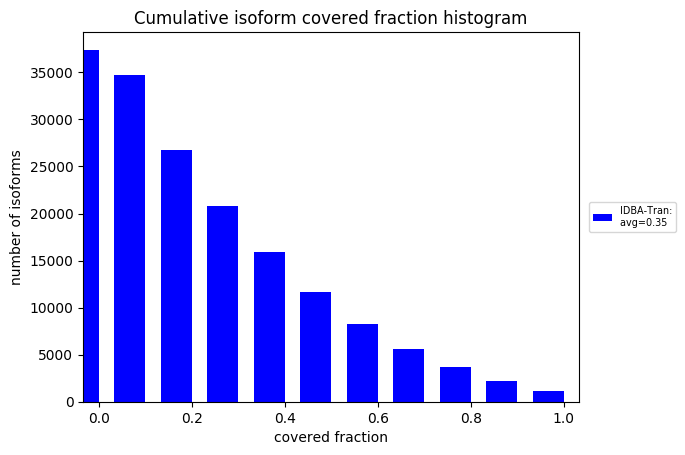 Cumulative isoform covered fraction histogram
number of isoforms
35000
30000
25000
20000
15000
10000
5000
0
0.0 0.2 0.4 0.6 0.8 1.0
covered fraction
IDBA-Tran:
avg=0.35